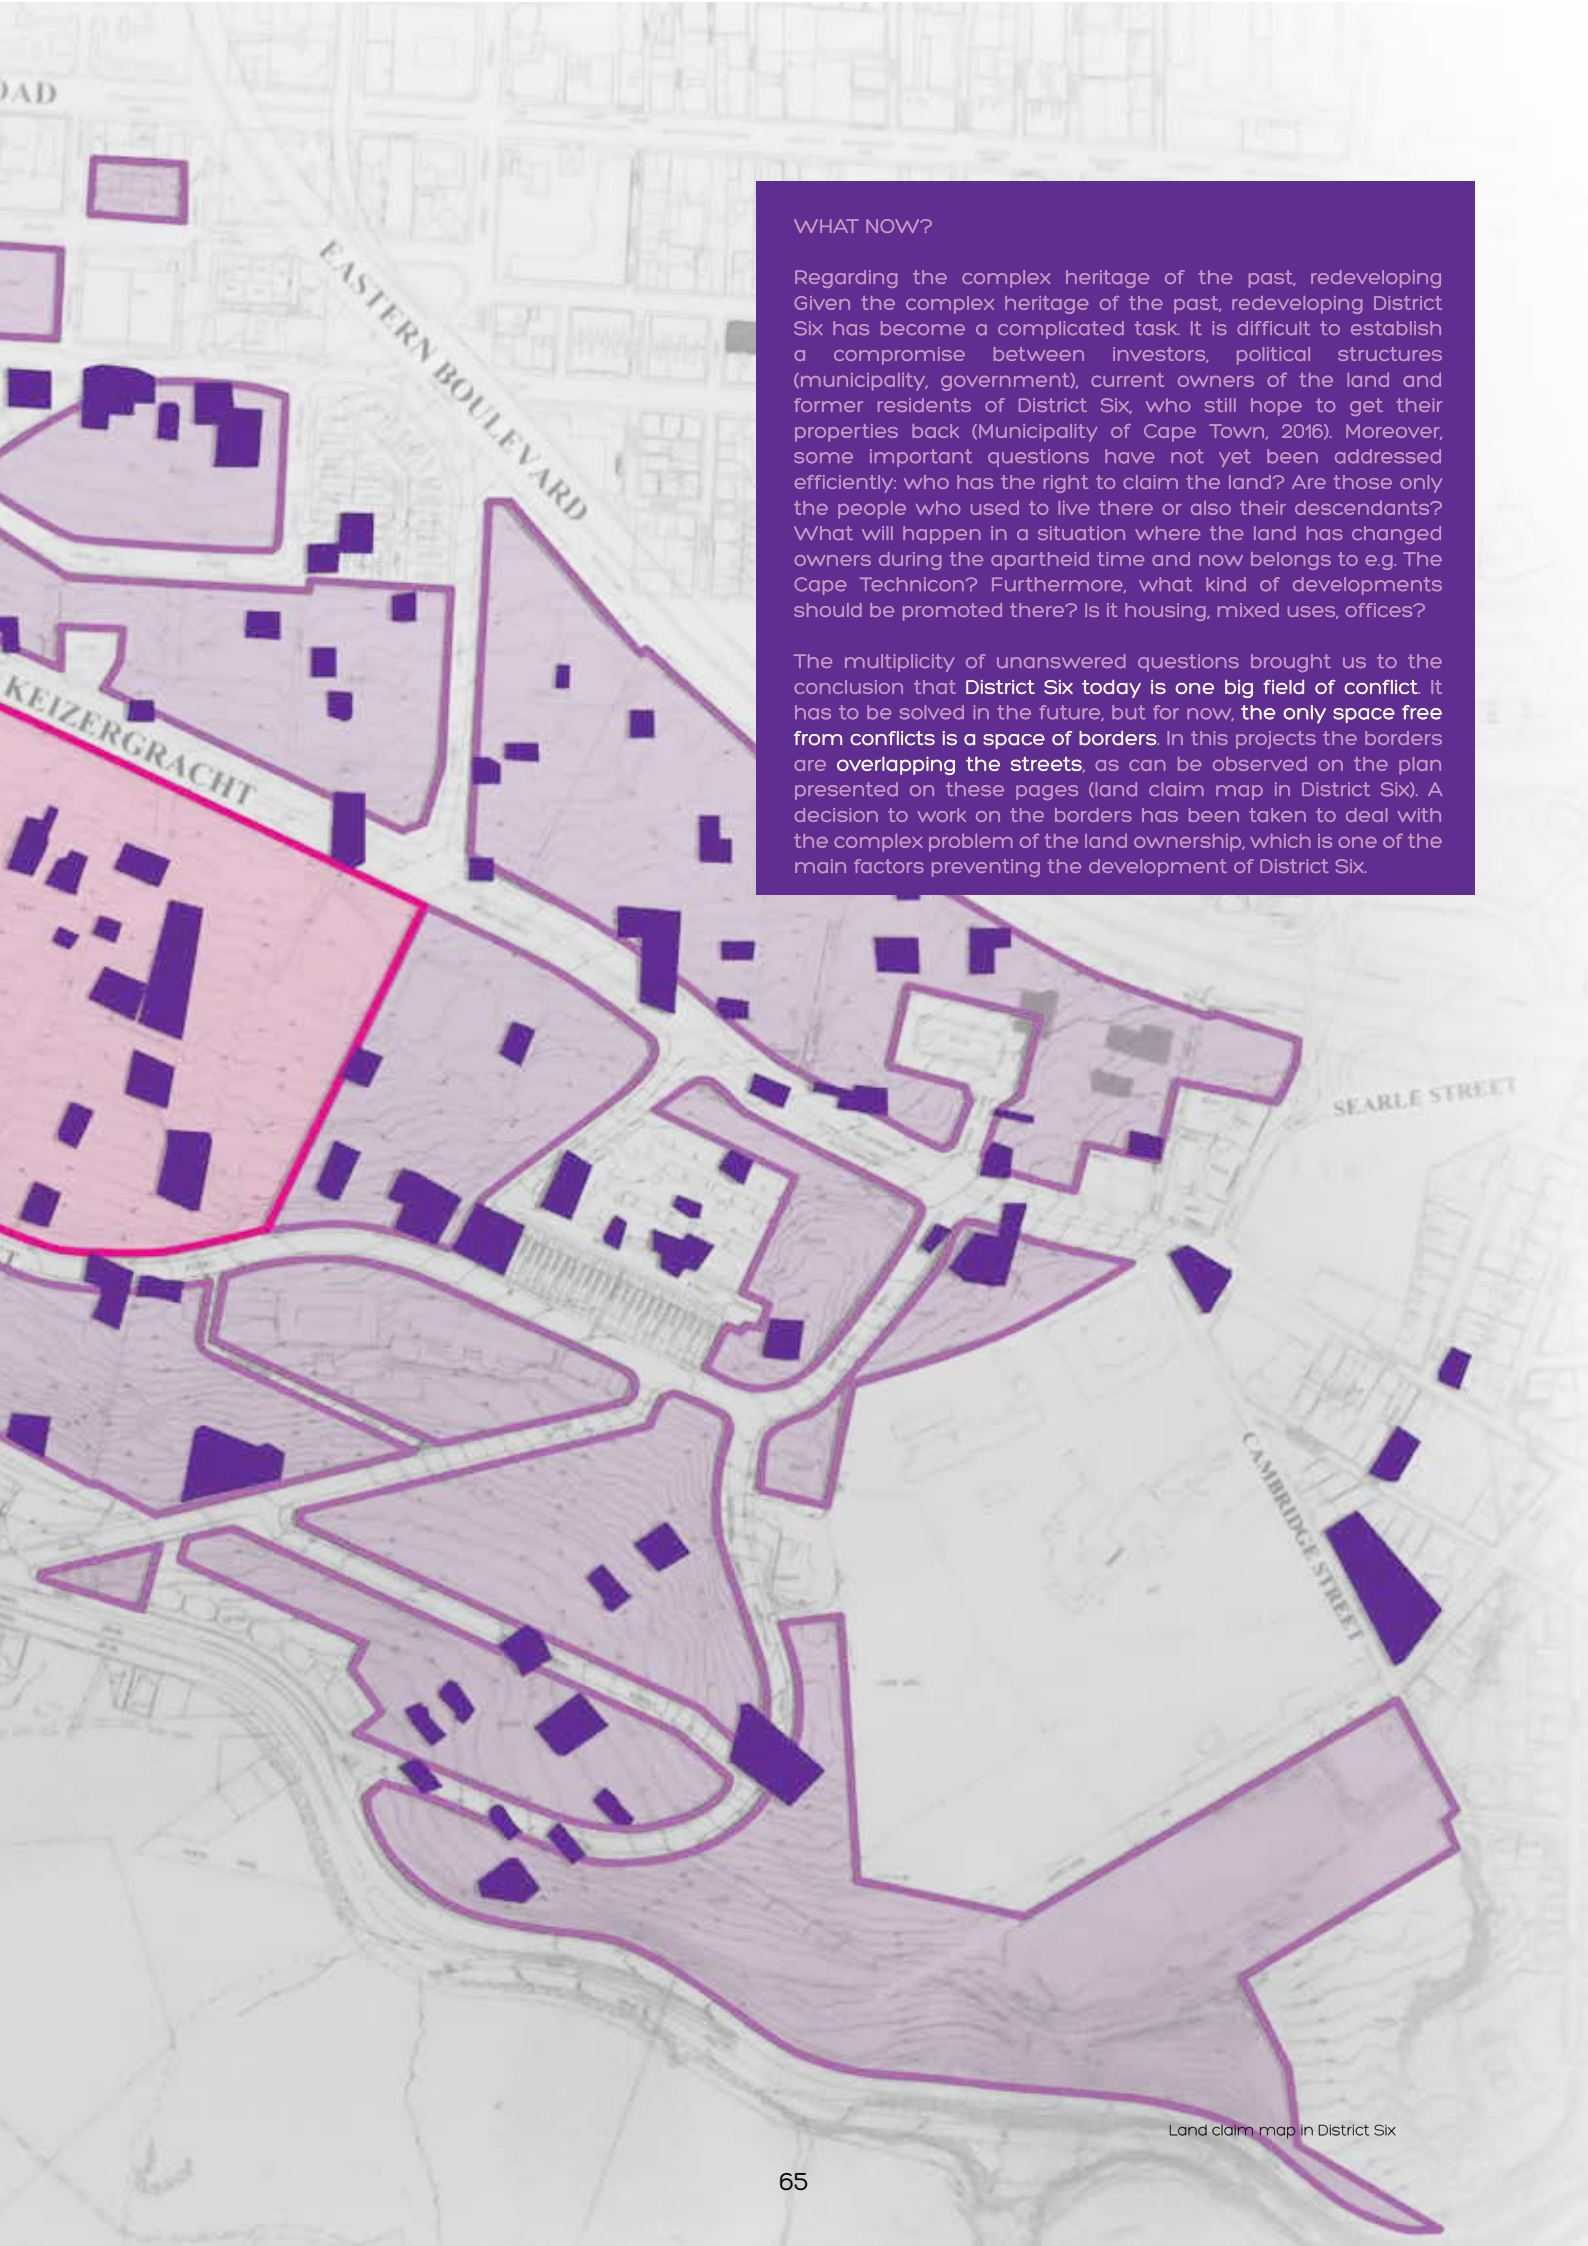 OAD
EASTERN BOULEVARD
WHAT NOW?
Regarding the complex heritage of the past, redeveloping
Given the complex heritage of the past, redeveloping District
Six has become a complicated task. It is difficult to establish
a compromise between investors, political structures
(municipality, government), current owners of the land and
former residents of District Six, who still hope to get their
properties back (Municipality of Cape Town, 2016). Moreover,
some important questions have not yet been addressed
efficiently: who has the right to claim the land? Are those only
the people who used to live there or also their descendants?
What will happen in a situation where the land has changed
owners during the apartheid time and now belongs to e.g. The
Cape Technicon? Furthermore, what kind of developments
should be promoted there? Is it housing, mixed uses, offices?
The multiplicity of unanswered questions brought us to the
conclusion that District Six today is one big field of conflict. It
has to be solved in the future, but for now, the only space free
from conflicts is a space of borders. In this projects the borders
are overlapping the streets, as can be observed on the plan
presented on these pages (land claim map in District Six). A
decision to work on the borders has been taken to deal with
the complex problem of the land ownership, which is one of the
main factors preventing the development of District Six.
KEIZERGRACHT
SEARLE STREET
T
CAMBRIDGE STREET
Land claim map in District Six
65